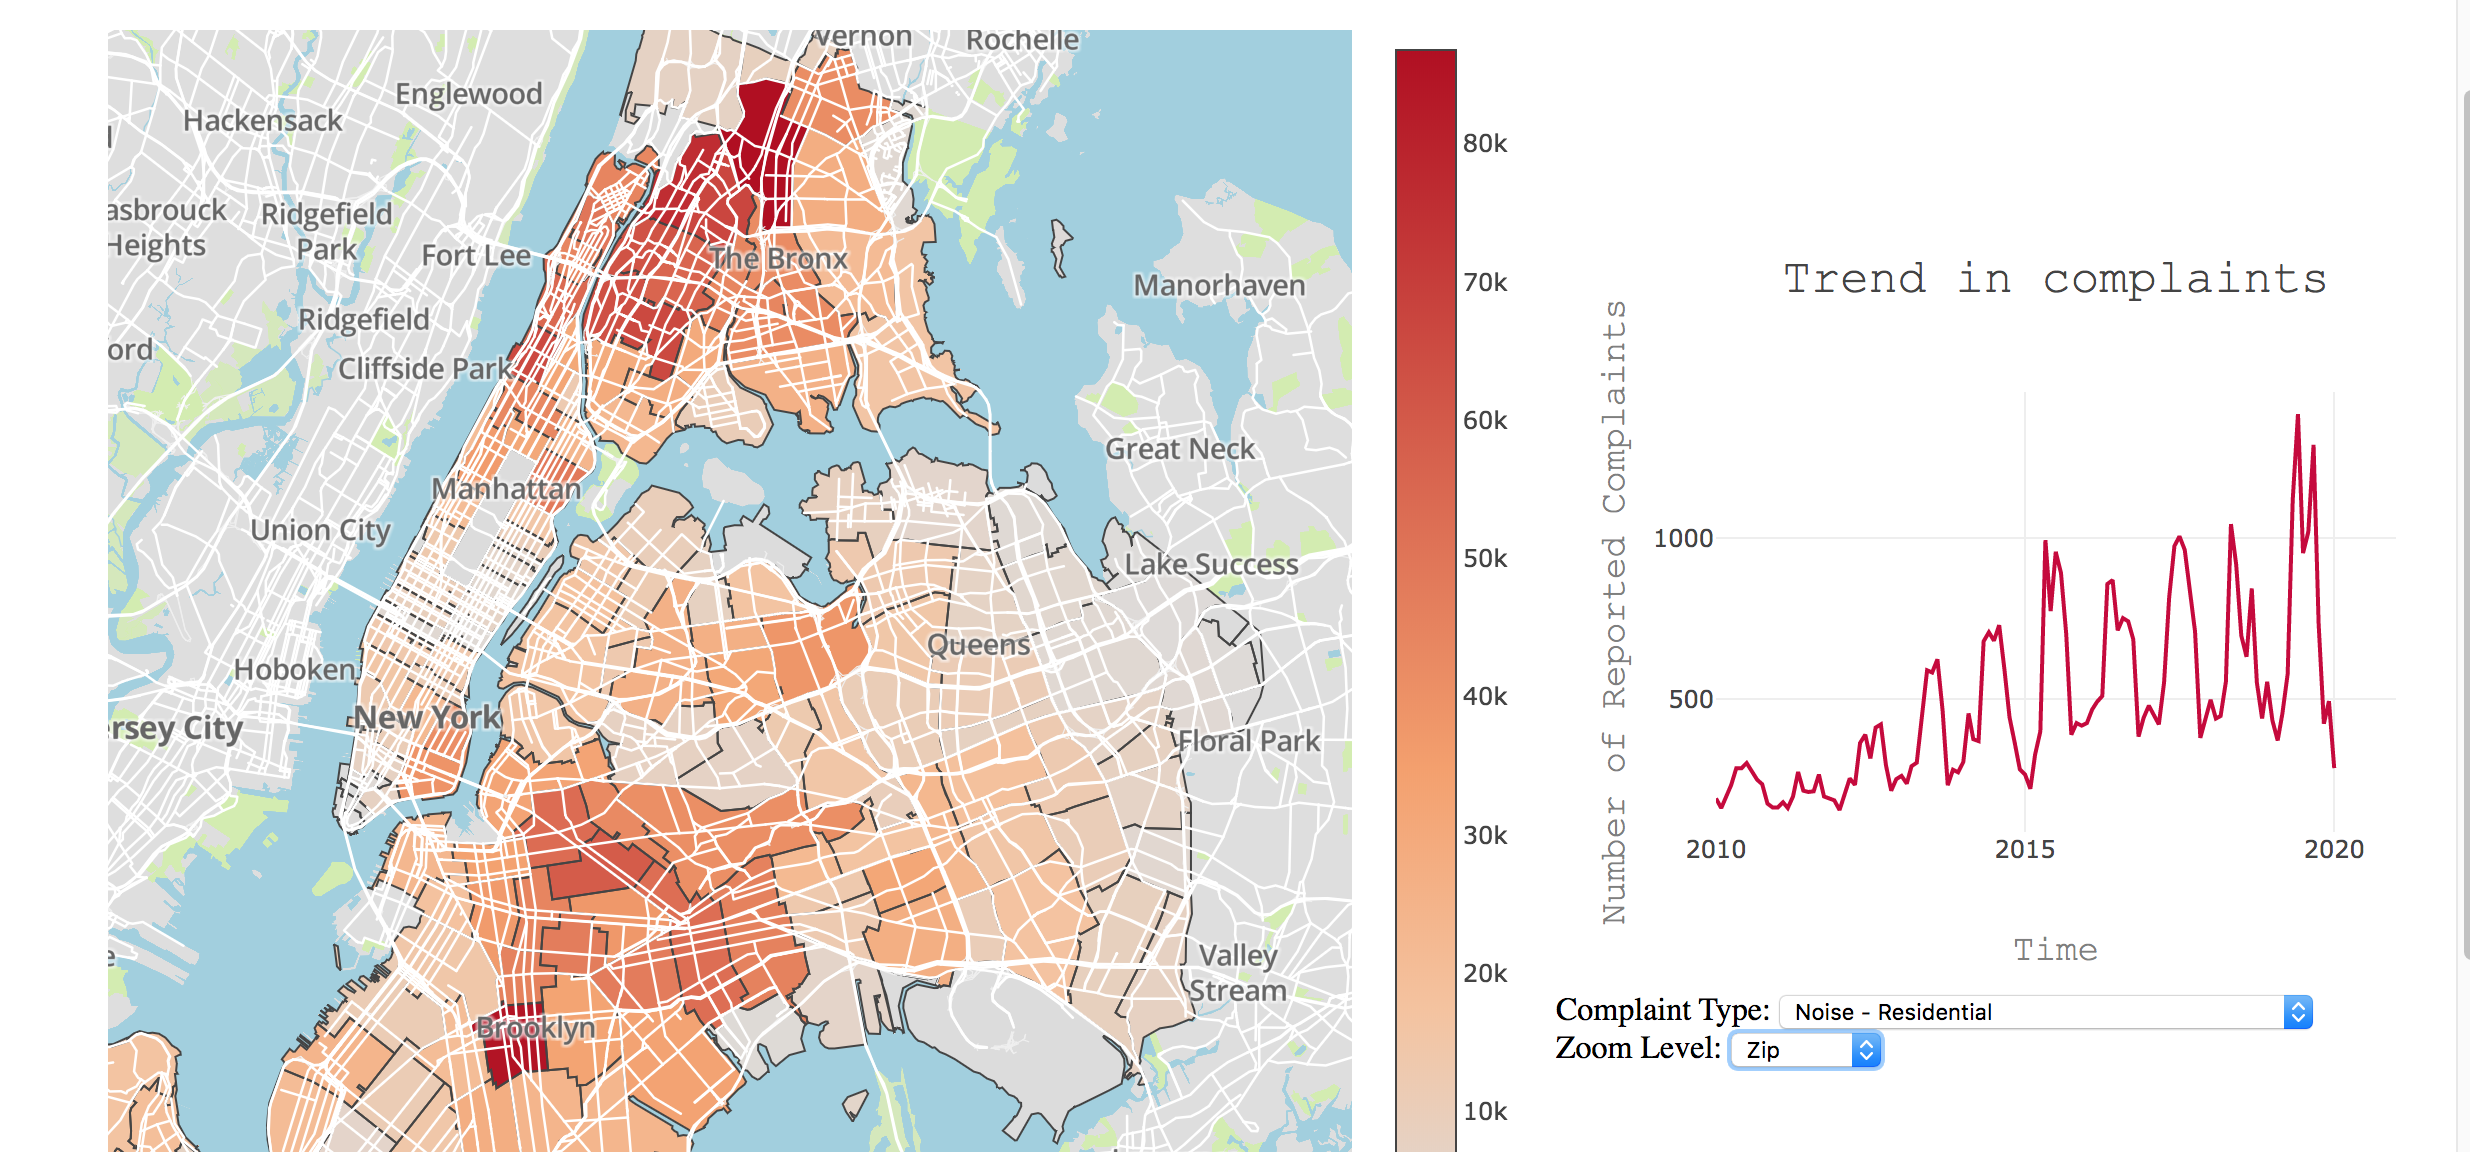 Vernon
Rochelle
Englewood
Hackensack
asbrouck
Heights
Ridgefield
Park
Fort Lee
The Bronx
Manorhaven
Ridgefield
ord
Cliffside Park
Great Neck
Manhattan
Union City
Lake Success
Queens
Hoboken
New York
rsey City
Floral Park
Valley
Stream
Brooklyn
80k
70k
60k
50k
40k
30k
20k
10k
Trend in complaints
Number of Reported Complaints
1000
500
2010
2015
2020
Time
Complaint Type: Noise - Residential
Zoom Level: Zip